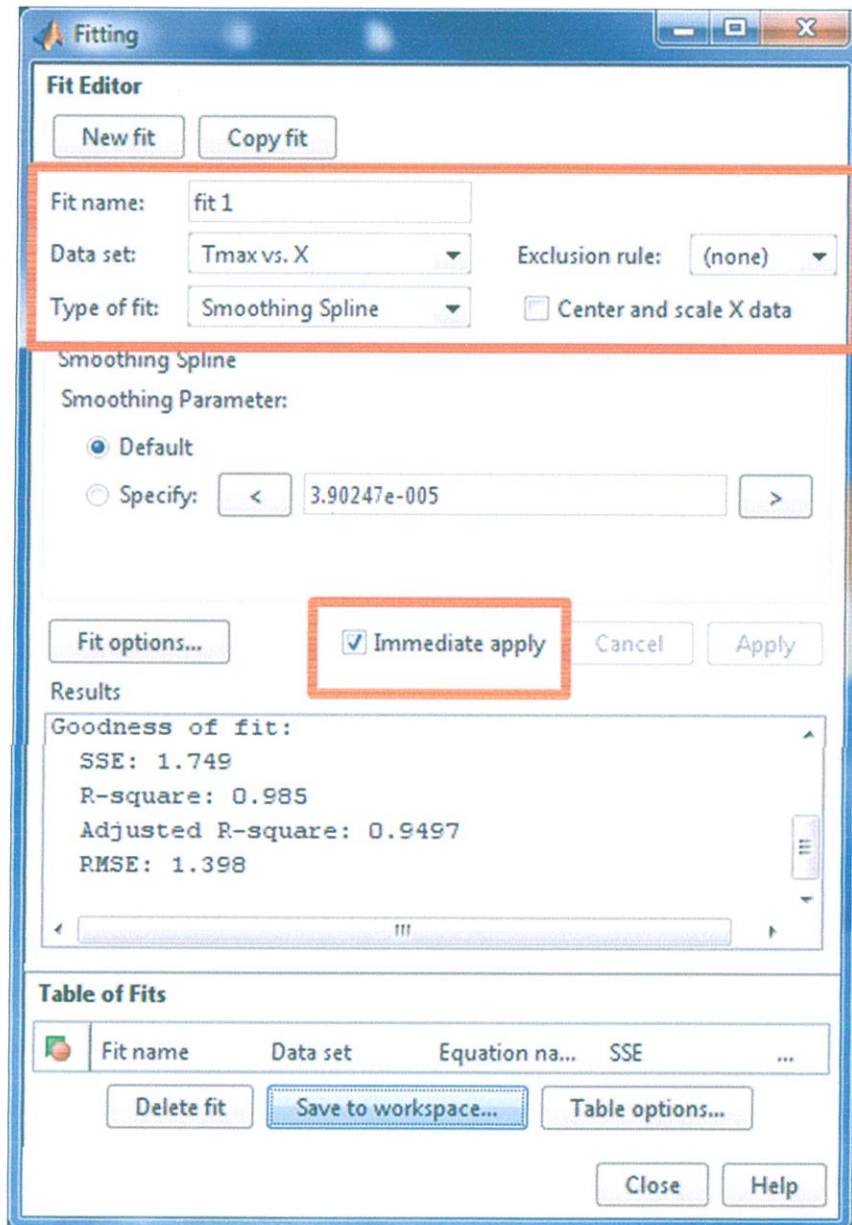 Fitting
Fit Editor
New fit Copy fit
Fit name: fit 1
Data set: Tmax vs. X Exclusion rule: (none)
Type of fit: Smoothing Spline Center and scale X data
Smoothing Spline
Smoothing Parameter:
Default
Specify: < 3.90247e-005 >
Fit options... Immediate apply Cancel Apply
Results
Goodness of fit:
SSE: 1.749
R-square: 0.985
Adjusted R-square: 0.9497
RMSE: 1.398
Table of Fits
Fit name Data set Equation na... SSE ...
Delete fit Save to workspace... Table options...
Close Help